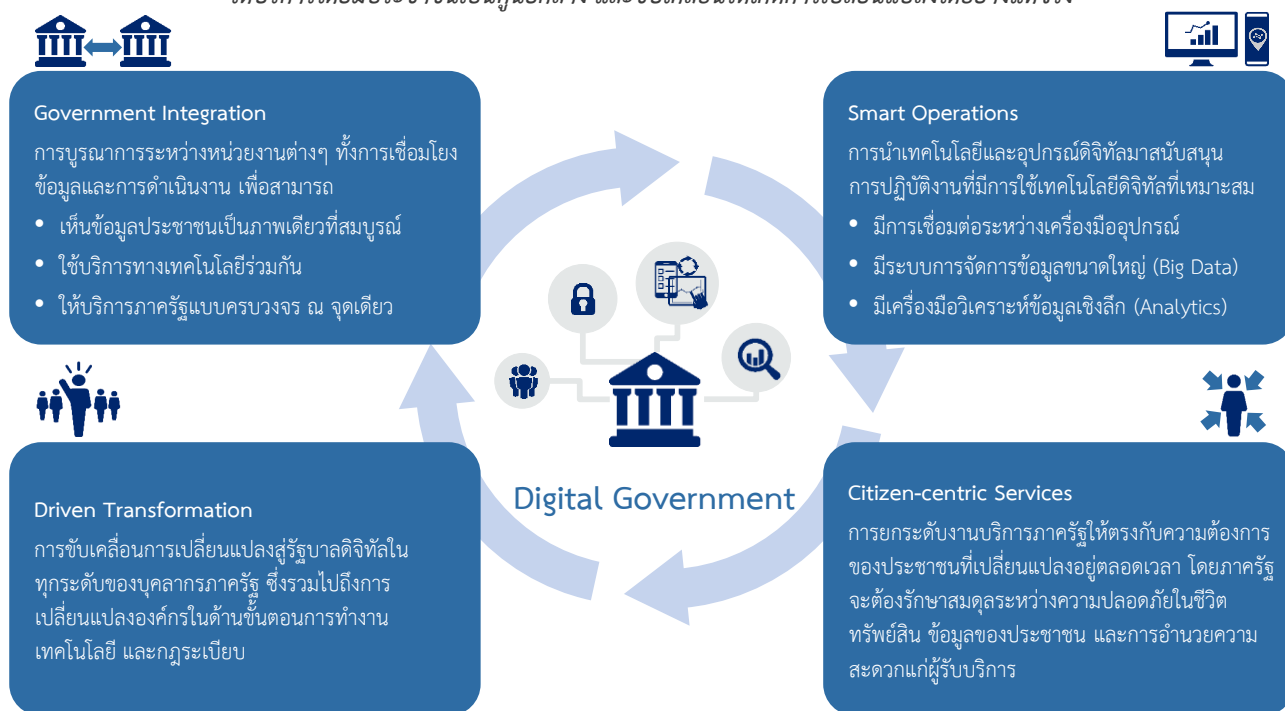 Government Integration
การบูรณาการระหว่างหน่วยงานต่างๆ ทั้งการเชื่อมโยง
ข้อมูลและการดำเนินงาน เพื่อสามารถ
• เห็นข้อมูลประชาชนเป็นภาพเดียวที่สมบูรณ์
• ใช้บริการทางเทคโนโลยีร่วมกัน
• ให้บริการภาครัฐแบบครบวงจร ณ จุดเดียว
Smart Operations
การนำเทคโนโลยีและอุปกรณ์ดิจิทัลมาสนับสนุน
การปฏิบัติงานที่มีการใช้เทคโนโลยีดิจิทัลที่เหมาะสม
• มีการเชื่อมต่อระหว่างเครื่องมืออุปกรณ์
• มีระบบการจัดการข้อมูลขนาดใหญ่ (Big Data)
• มีเครื่องมือวิเคราะห์ข้อมูลเชิงลึก (Analytics)
Digital Government
Driven Transformation
การขับเคลื่อนการเปลี่ยนแปลงสู่รัฐบาลดิจิทัลใน
ทุกระดับของบุคลากรภาครัฐ ซึ่งรวมไปถึงการ
เปลี่ยนแปลงองค์กรในด้านขั้นตอนการทำงาน
เทคโนโลยี และกฎระเบียบ
Citizen-centric Services
การยกระดับงานบริการภาครัฐให้ตรงกับความต้องการ
ของประชาชนที่เปลี่ยนแปลงอยู่ตลอดเวลา โดยภาครัฐ
จะต้องรักษาสมดุลระหว่างความปลอดภัยในชีวิต
ทรัพย์สิน ข้อมูลของประชาชน และการอำนวยความ
สะดวกแก่ผู้รับบริการ